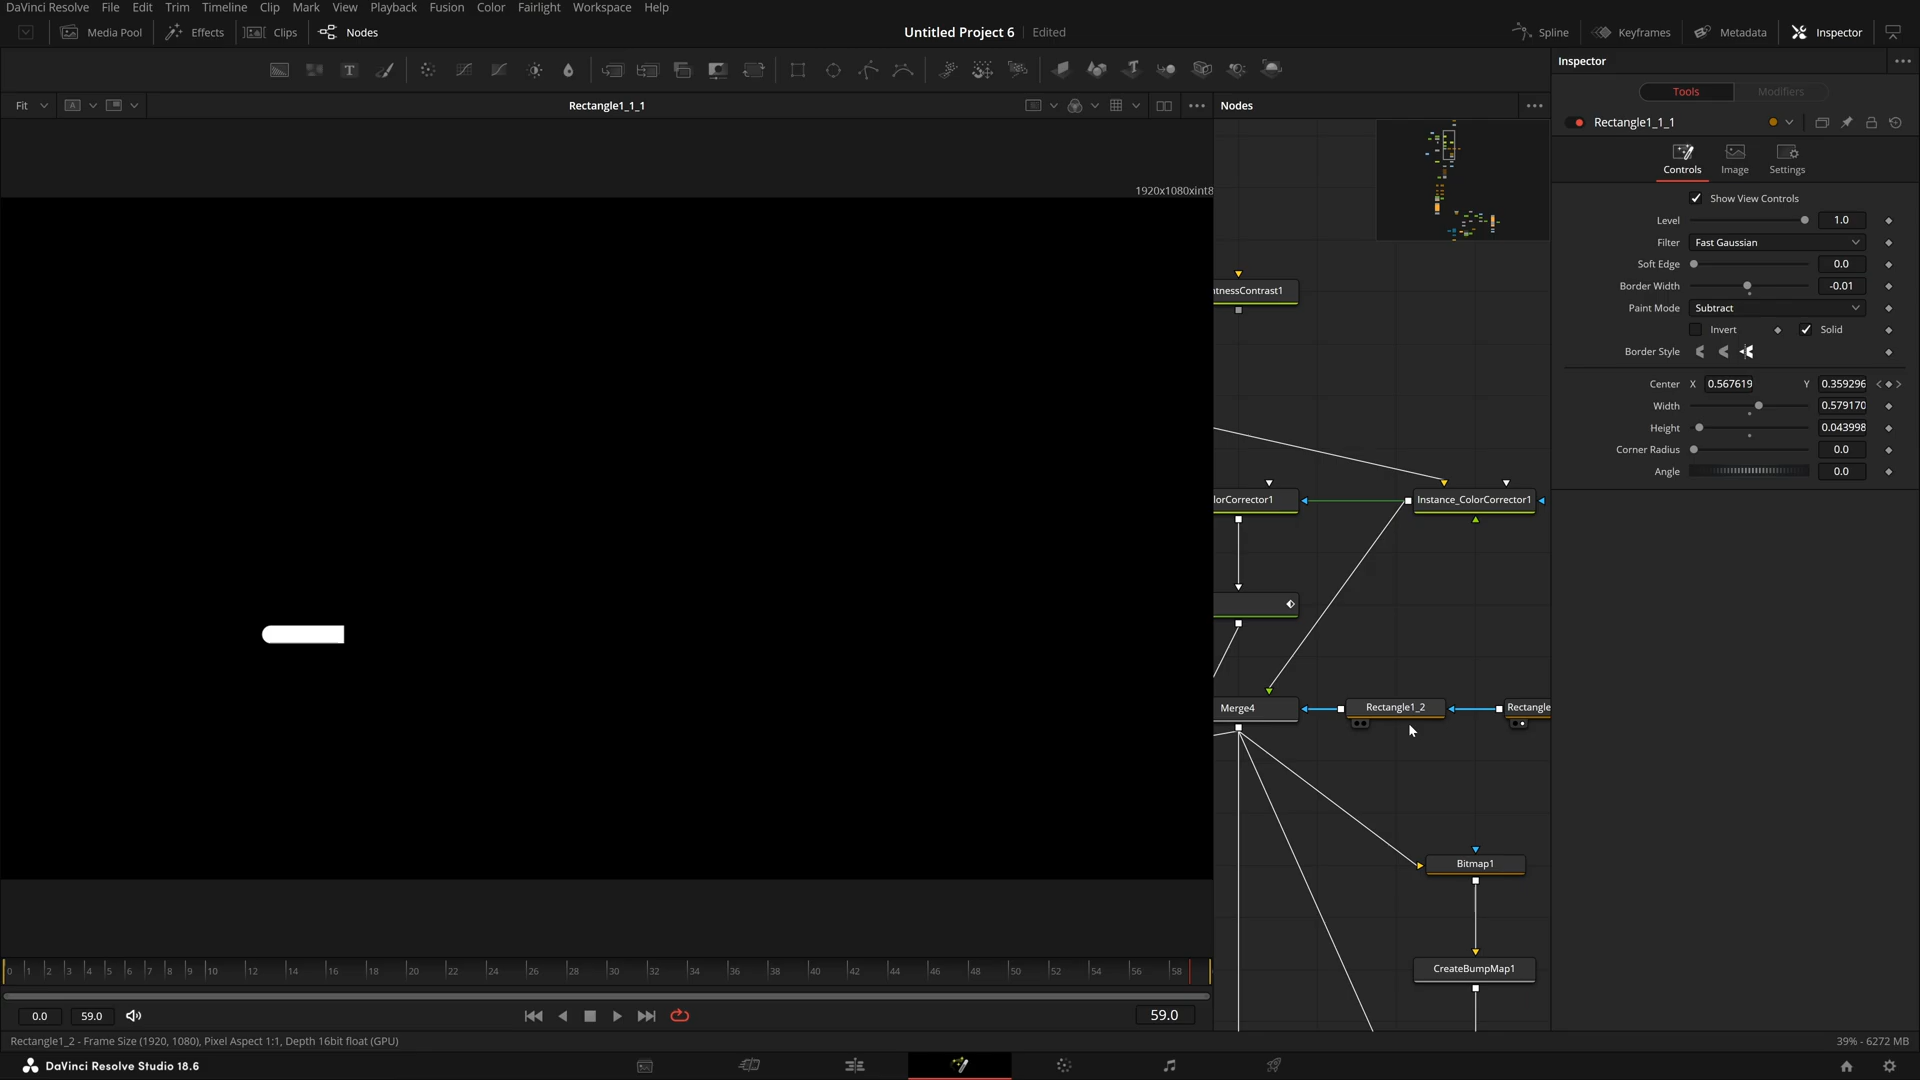 DaVinci Resolve File Edit Trim Timeline Clip Mark View Playback Fusion Color Fairlight Workspace Help
Media Pool Effects Clips Nodes Untitled Project 6 Edited Spline Keyframes Metadata Inspector
Fit A Rectangle1_1_1 Nodes
Inspector
Tools Modifiers
Rectangle1_1_1
Controls Image Settings
1920x1080xint8
Show View Controls
Level 1.0
Filter Fast Gaussian
Soft Edge 0.0
Border Width -0.01
Paint Mode Subtract
Invert Solid
Border Style
Center X 0.567619 Y 0.359296
Width 0.579170
Height 0.043998
Corner Radius 0.0
Angle 0.0
ntnessContrast1
lorCorrector1 Instance_ColorCorrector1
Merge4 Rectangle1_2 Rectangle
Bitmap1
CreateBumpMap1
0 1 2 3 4 5 6 7 8 9 10 12 14 16 18 20 22 24 26 28 30 32 34 36 38 40 42 44 46 48 50 52 54 56 58
0.0 59.0 59.0
Rectangle1_2 - Frame Size (1920, 1080), Pixel Aspect 1:1, Depth 16bit float (GPU) 39% - 6272 MB
DaVinci Resolve Studio 18.6